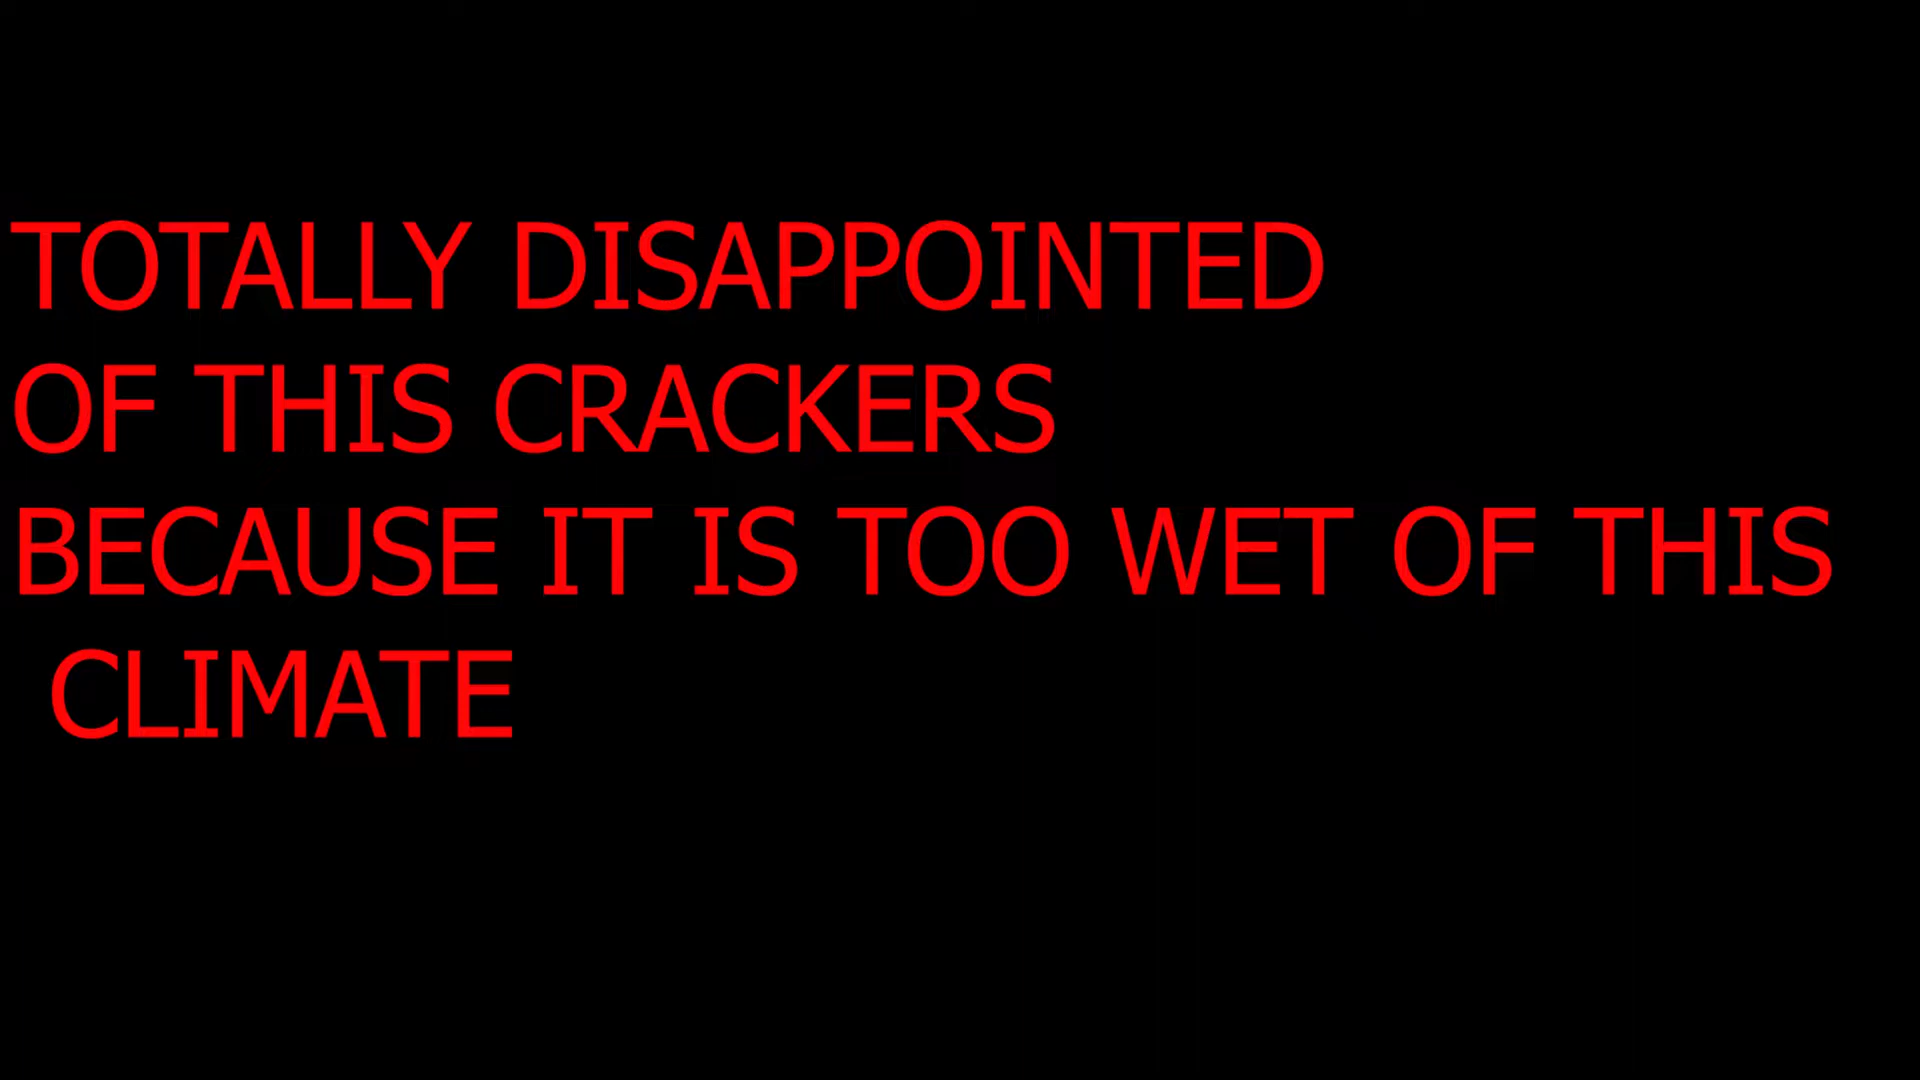 TOTALLY DISAPPOINTED
OF THIS CRACKERS
BECAUSE IT IS TOO WET OF THIS
CLIMATE